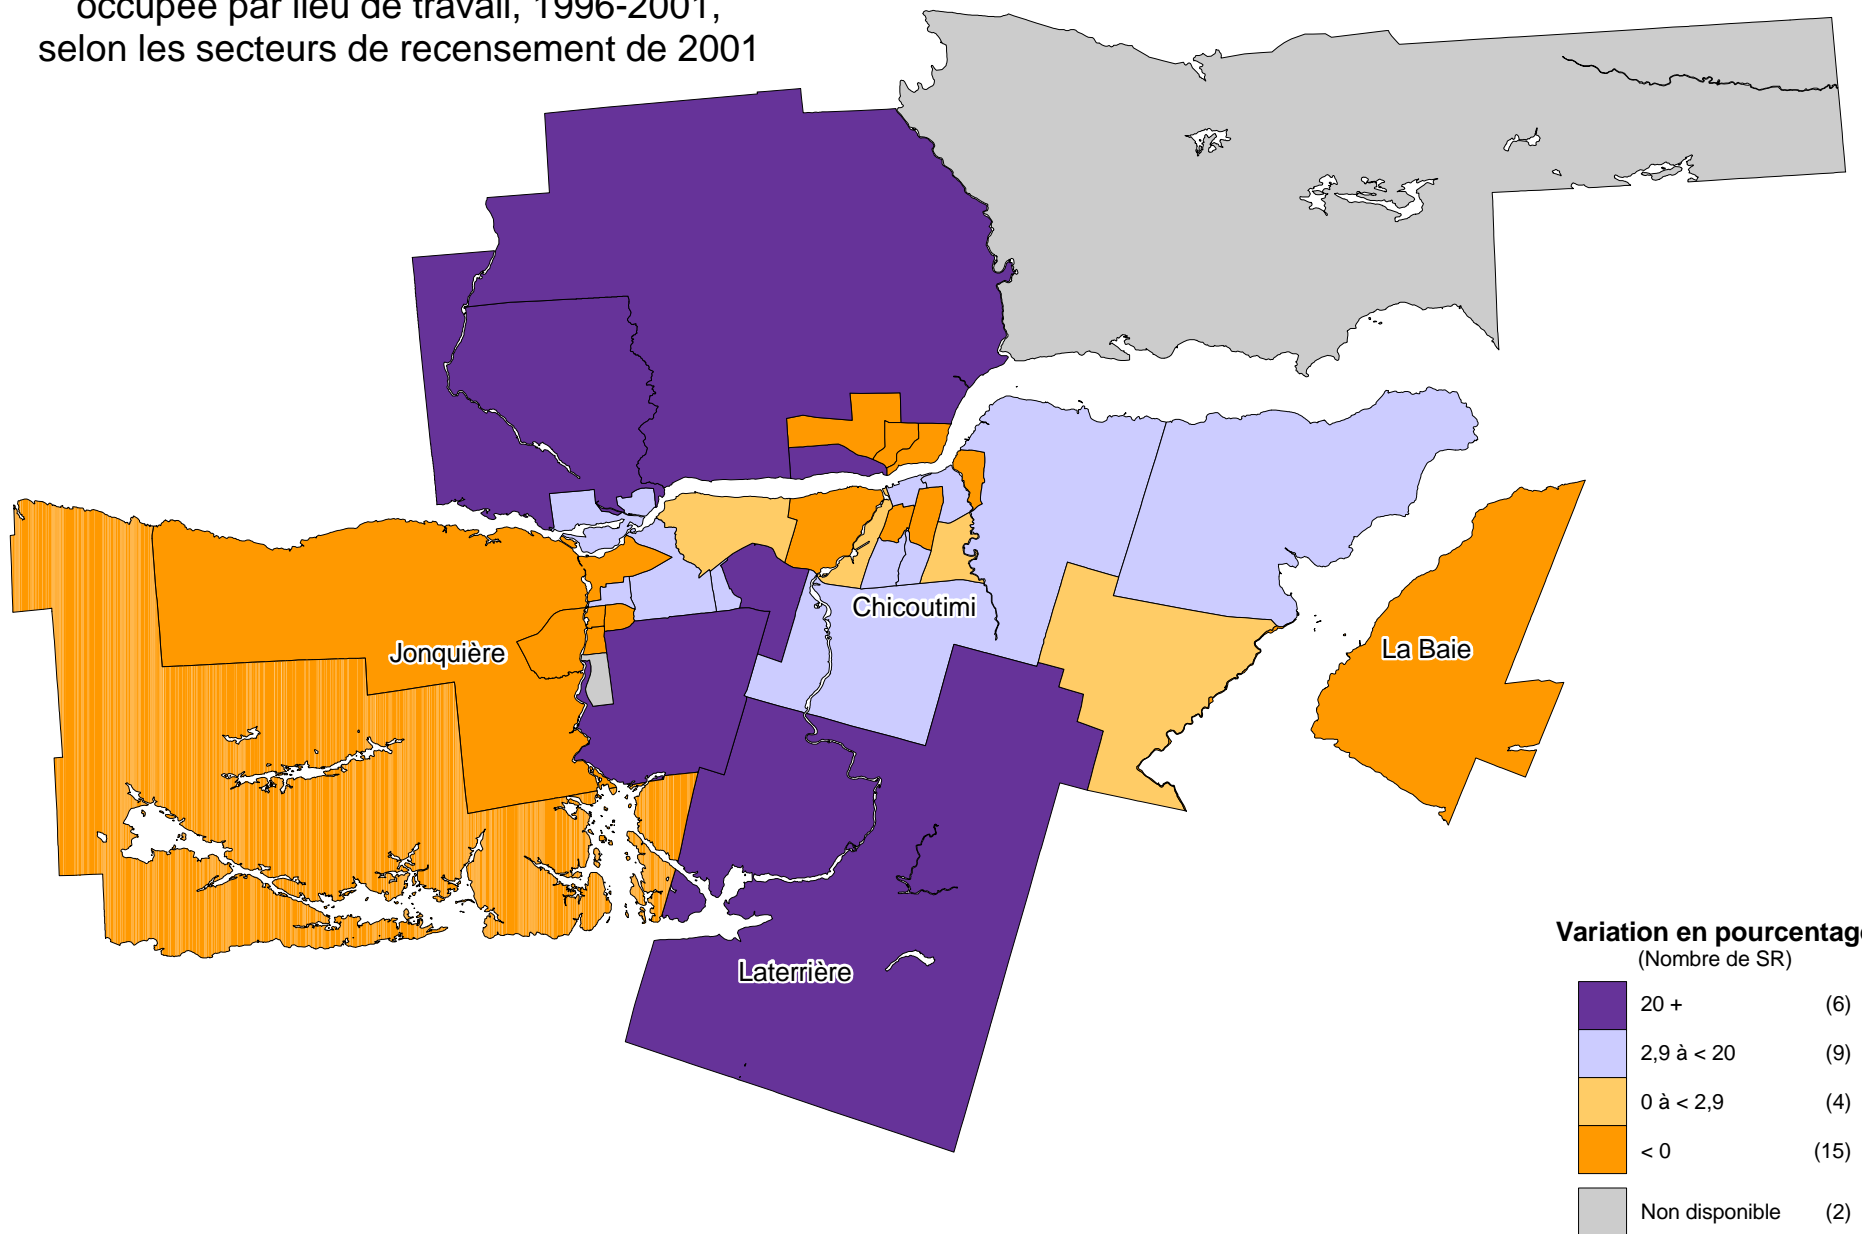 occupée par lieu de travail, 1996-2001,
selon les secteurs de recensement de 2001
Chicoutimi
Jonquière
La Baie
Laterrière
Variation en pourcentage
(Nombre de SR)
20 + (6)
2,9 à < 20 (9)
0 à < 2,9 (4)
< 0 (15)
Non disponible (2)